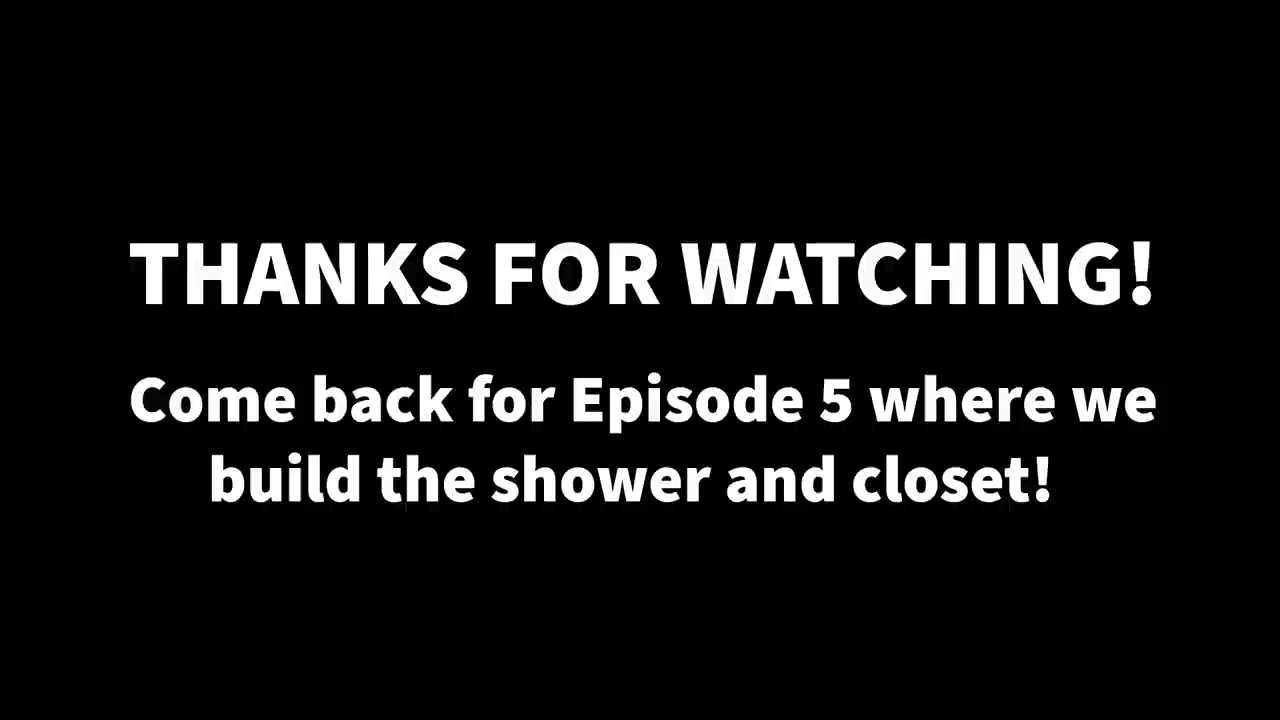 THANKS FOR WATCHING!
Come back for Episode 5 where we
build the shower and closet!